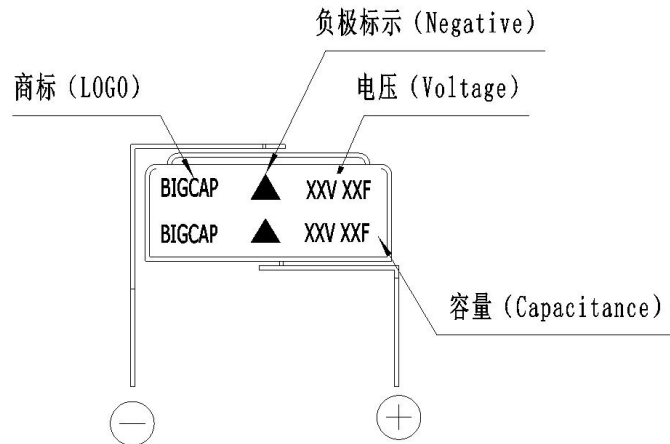 负极标示（Negative）
商标（LOGO）
电压（Voltage）
BIGCAP ▲ XXV XXF
BIGCAP ▲ XXV XXF
容量（Capacitance）
− +